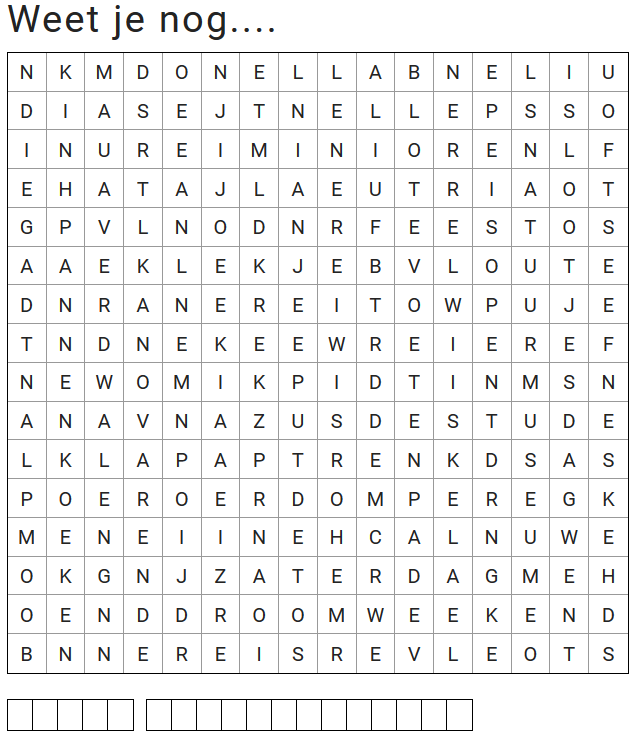 Weet je nog....
N K M D O N E L L A B N E L I U
D I A S E J T N E L L E P S S O
I N U R E I M I N I O R E N L F
E H A T A J L A E U T R I A O T
G P V L N O D N R F E E S T O S
A A E K L E K J E B V L O U T E
D N R A N E R E I T O W P U J E
T N D N E K E E W R E I E R E F
N E W O M I K P I D T I N M S N
A N A V N A Z U S D E S T U D E
L K L A P A P T R E N K D S A S
P O E R O E R D O M P E R E G K
M E N E I I N E H C A L N U W E
O K G N J Z A T E R D A G M E H
O E N D D R O O M W E E K E N D
B N N E R E I S R E V L E O T S